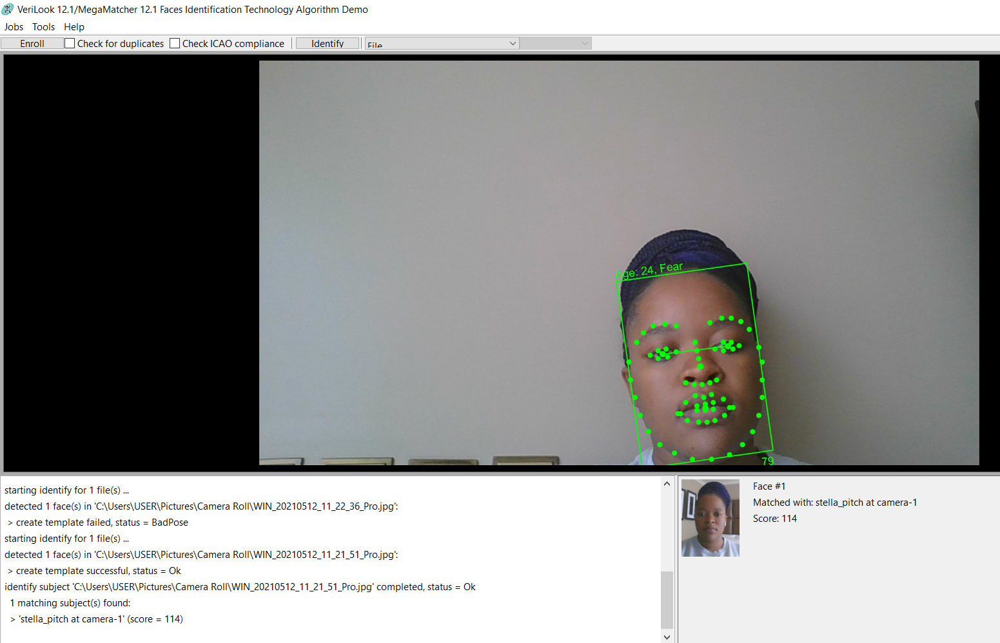 VeriLook 12.1/MegaMatcher 12.1 Faces Identification Technology Algorithm Demo
Jobs Tools Help
Enroll Check for duplicates Check ICAO compliance Identify File
Age: 24, Fear
79
starting identify for 1 file(s) ...
detected 1 face(s) in 'C:\Users\USER\Pictures\Camera Roll\WIN_20210512_11_22_36_Pro.jpg':
> create template failed, status = BadPose
starting identify for 1 file(s) ...
detected 1 face(s) in 'C:\Users\USER\Pictures\Camera Roll\WIN_20210512_11_21_51_Pro.jpg':
> create template successful, status = Ok
identify subject 'C:\Users\USER\Pictures\Camera Roll\WIN_20210512_11_21_51_Pro.jpg' completed, status = Ok
1 matching subject(s) found:
> 'stella_pitch at camera-1' (score = 114)
Face #1
Matched with: stella_pitch at camera-1
Score: 114